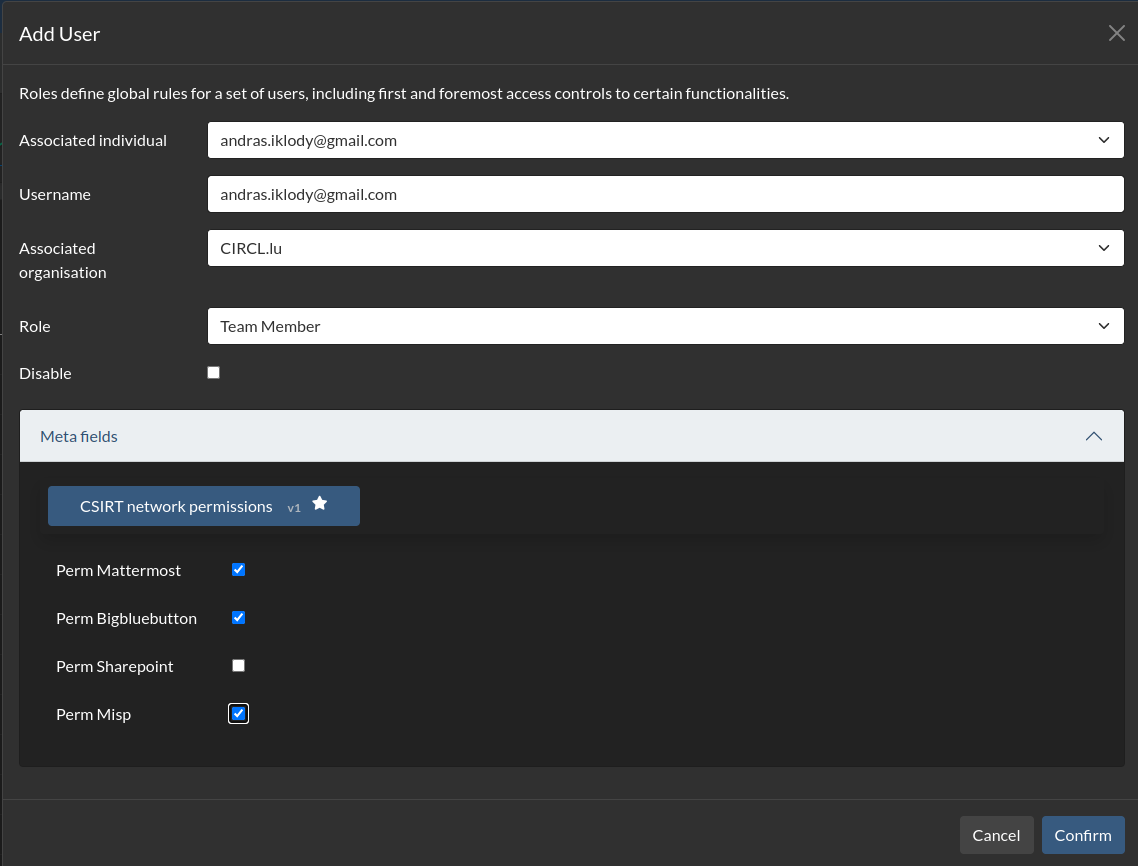 Add User
Roles define global rules for a set of users, including first and foremost access controls to certain functionalities.
Associated individual andras.iklody@gmail.com
Username andras.iklody@gmail.com
Associated organisation CIRCL.lu
Role Team Member
Disable
Meta fields
CSIRT network permissions v1
Perm Mattermost
Perm Bigbluebutton
Perm Sharepoint
Perm Misp
Cancel Confirm